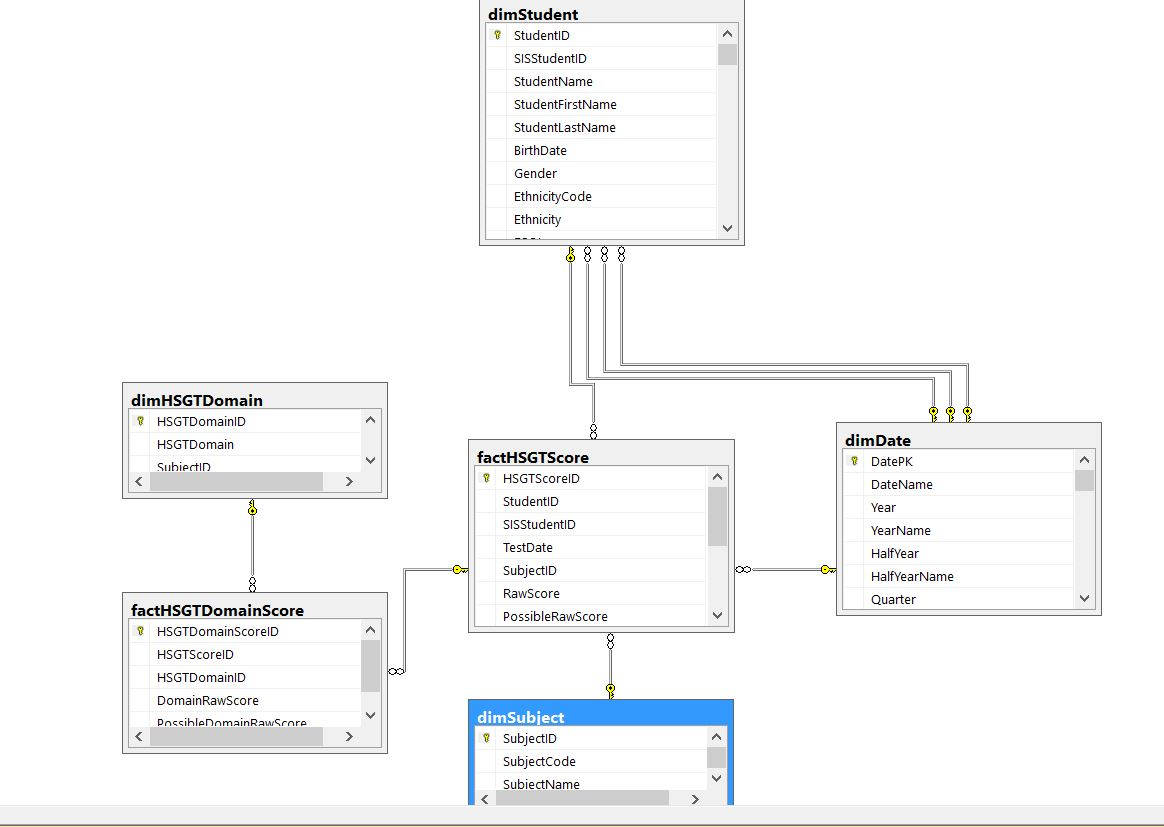 dimStudent
StudentID
SISStudentID
StudentName
StudentFirstName
StudentLastName
BirthDate
Gender
EthnicityCode
Ethnicity
dimHSGTDomain
HSGTDomainID
HSGTDomain
SubjectID
factHSGTScore
HSGTScoreID
StudentID
SISStudentID
TestDate
SubjectID
RawScore
PossibleRawScore
dimDate
DatePK
DateName
Year
YearName
HalfYear
HalfYearName
Quarter
factHSGTDomainScore
HSGTDomainScoreID
HSGTScoreID
HSGTDomainID
DomainRawScore
PossibleDomainRawScore
dimSubject
SubjectID
SubjectCode
SubjectName